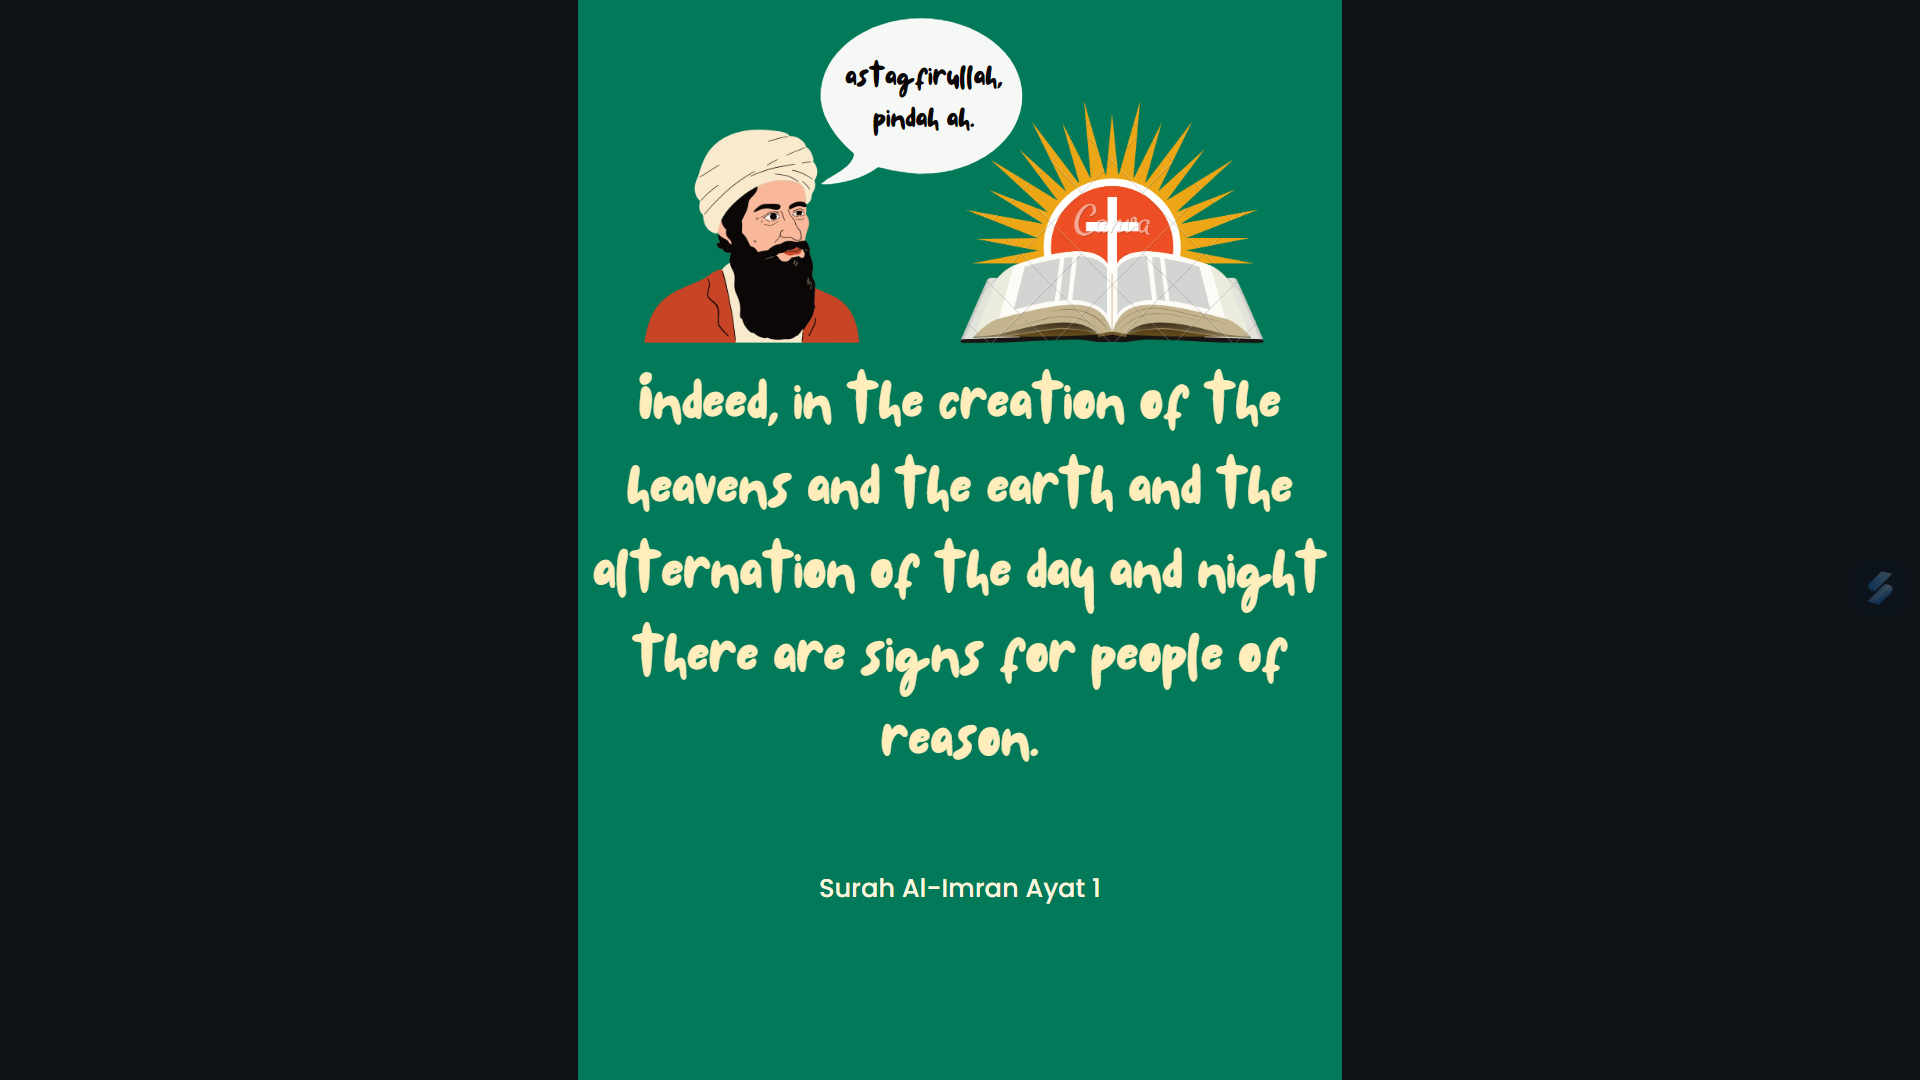 astagfirullah,
pindah ah.
Canva
Indeed, in the creation of the
heavens and the earth and the
alternation of the day and night
there are signs for people of
reason.
Surah Al-Imran Ayat 1